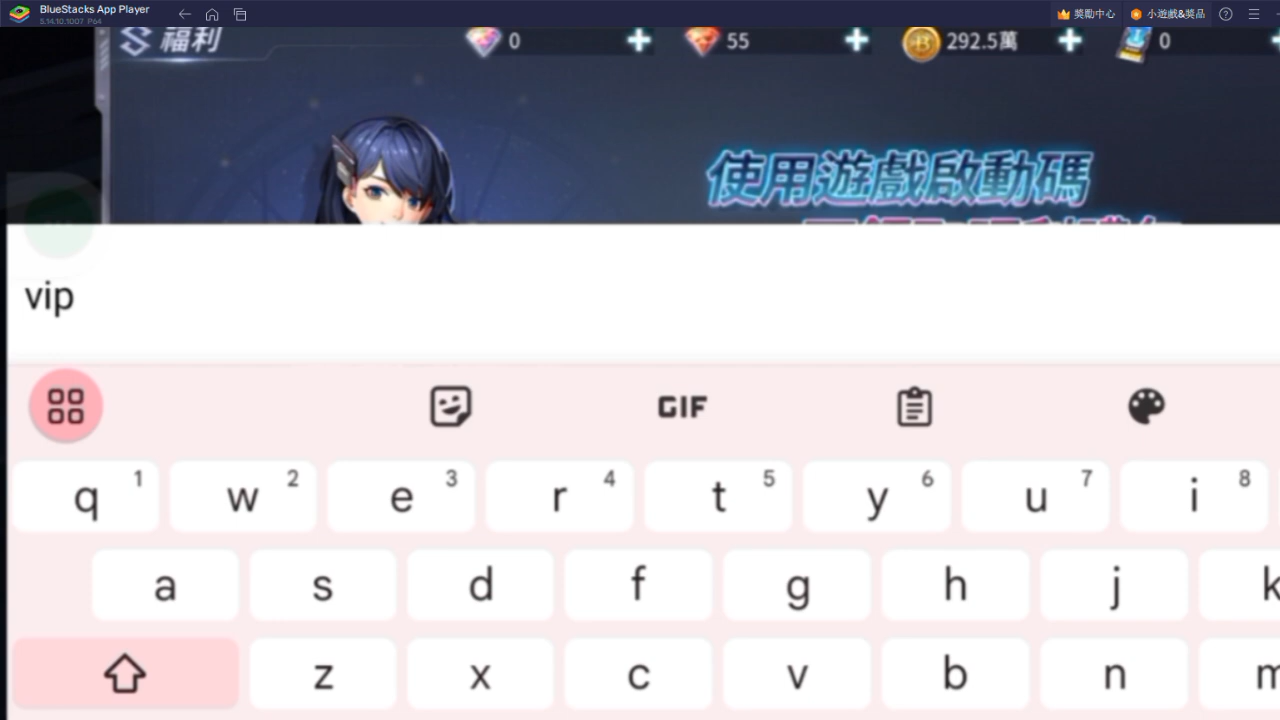 BlueStacks App Player
5.14.10.1007 P64
獎勵中心
小遊戲&獎品
福利
0
55
292.5萬
0
使用遊戲啟動碼
vip
GIF
q 1 w 2 e 3 r 4 t 5 y 6 u 7 i 8
a s d f g h j k
z x c v b n m